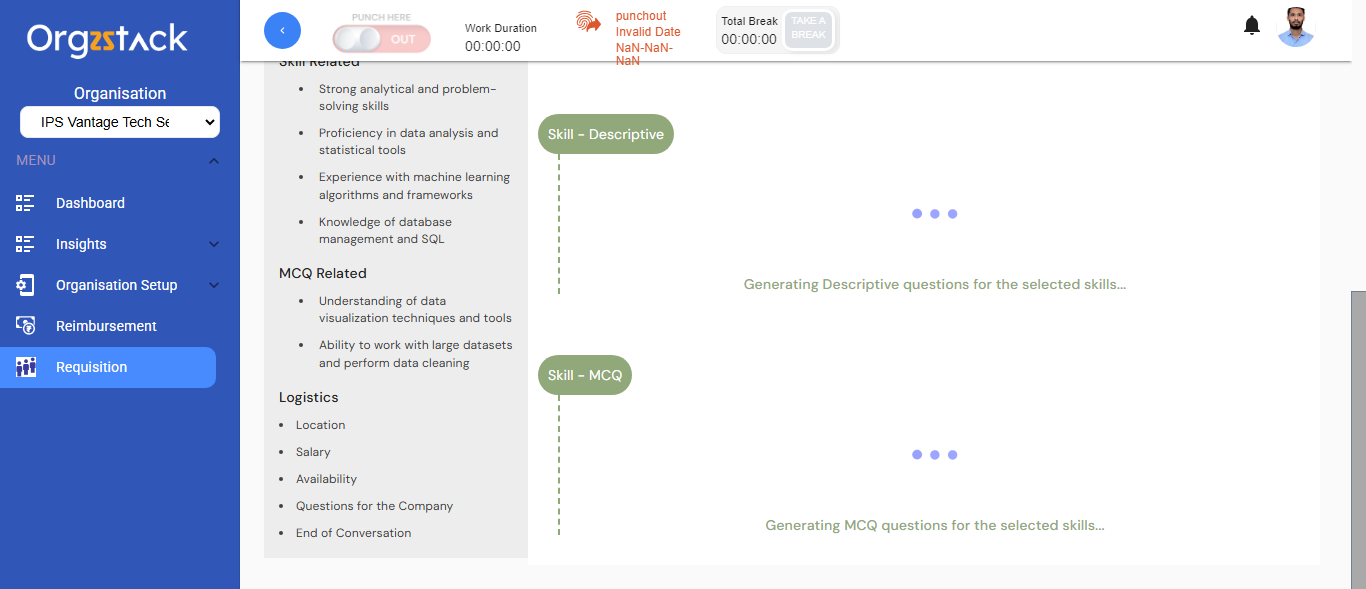 Orgzstack
Organisation
IPS Vantage Tech Se
MENU
Dashboard
Insights
Organisation Setup
Reimbursement
Requisition
PUNCH HERE
OUT
Work Duration
00:00:00
punchout
Invalid Date
NaN-NaN-
NaN
Total Break
00:00:00
TAKE A
BREAK
Skill Related
• Strong analytical and problem-
solving skills
• Proficiency in data analysis and
statistical tools
• Experience with machine learning
algorithms and frameworks
• Knowledge of database
management and SQL
MCQ Related
• Understanding of data
visualization techniques and tools
• Ability to work with large datasets
and perform data cleaning
Logistics
• Location
• Salary
• Availability
• Questions for the Company
• End of Conversation
Skill - Descriptive
Generating Descriptive questions for the selected skills...
Skill - MCQ
Generating MCQ questions for the selected skills...